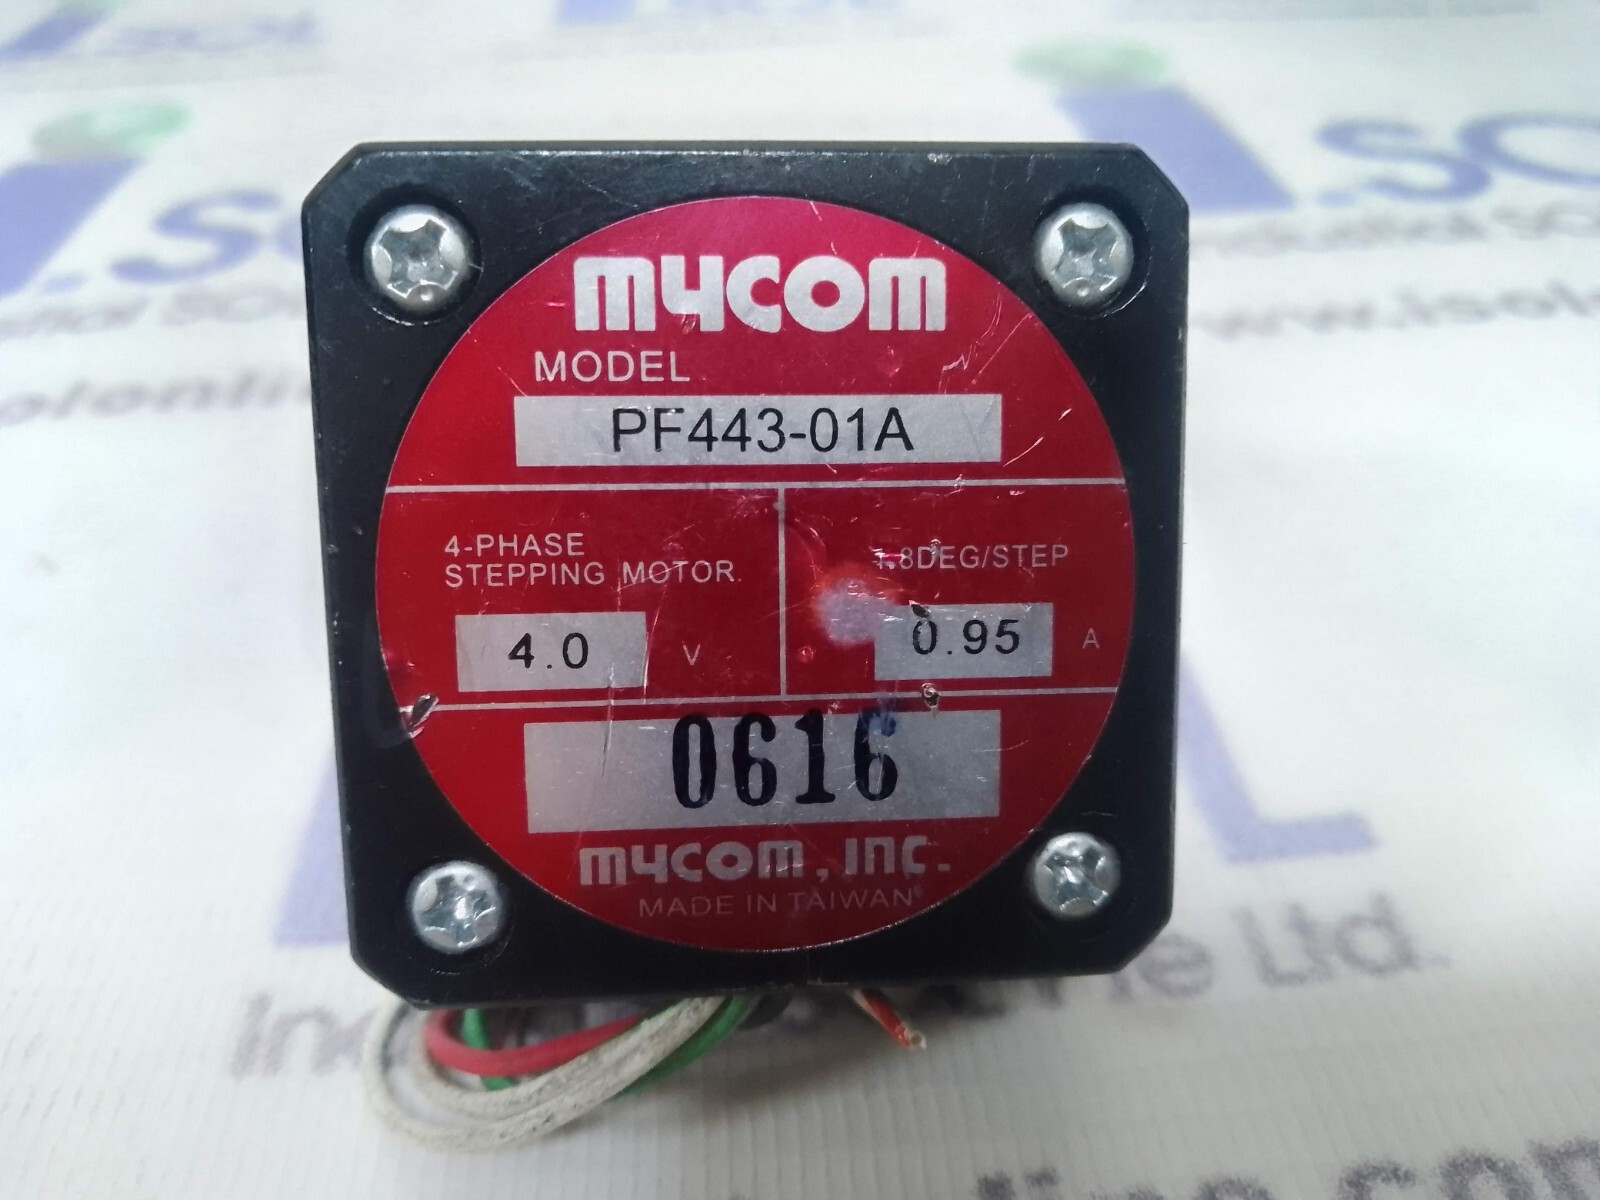 mycom
MODEL
PF443-01A
4-PHASE
STEPPING MOTOR
1.8DEG/STEP
4.0 V
0.95 A
0616
mycom, Inc.
MADE IN TAIWAN